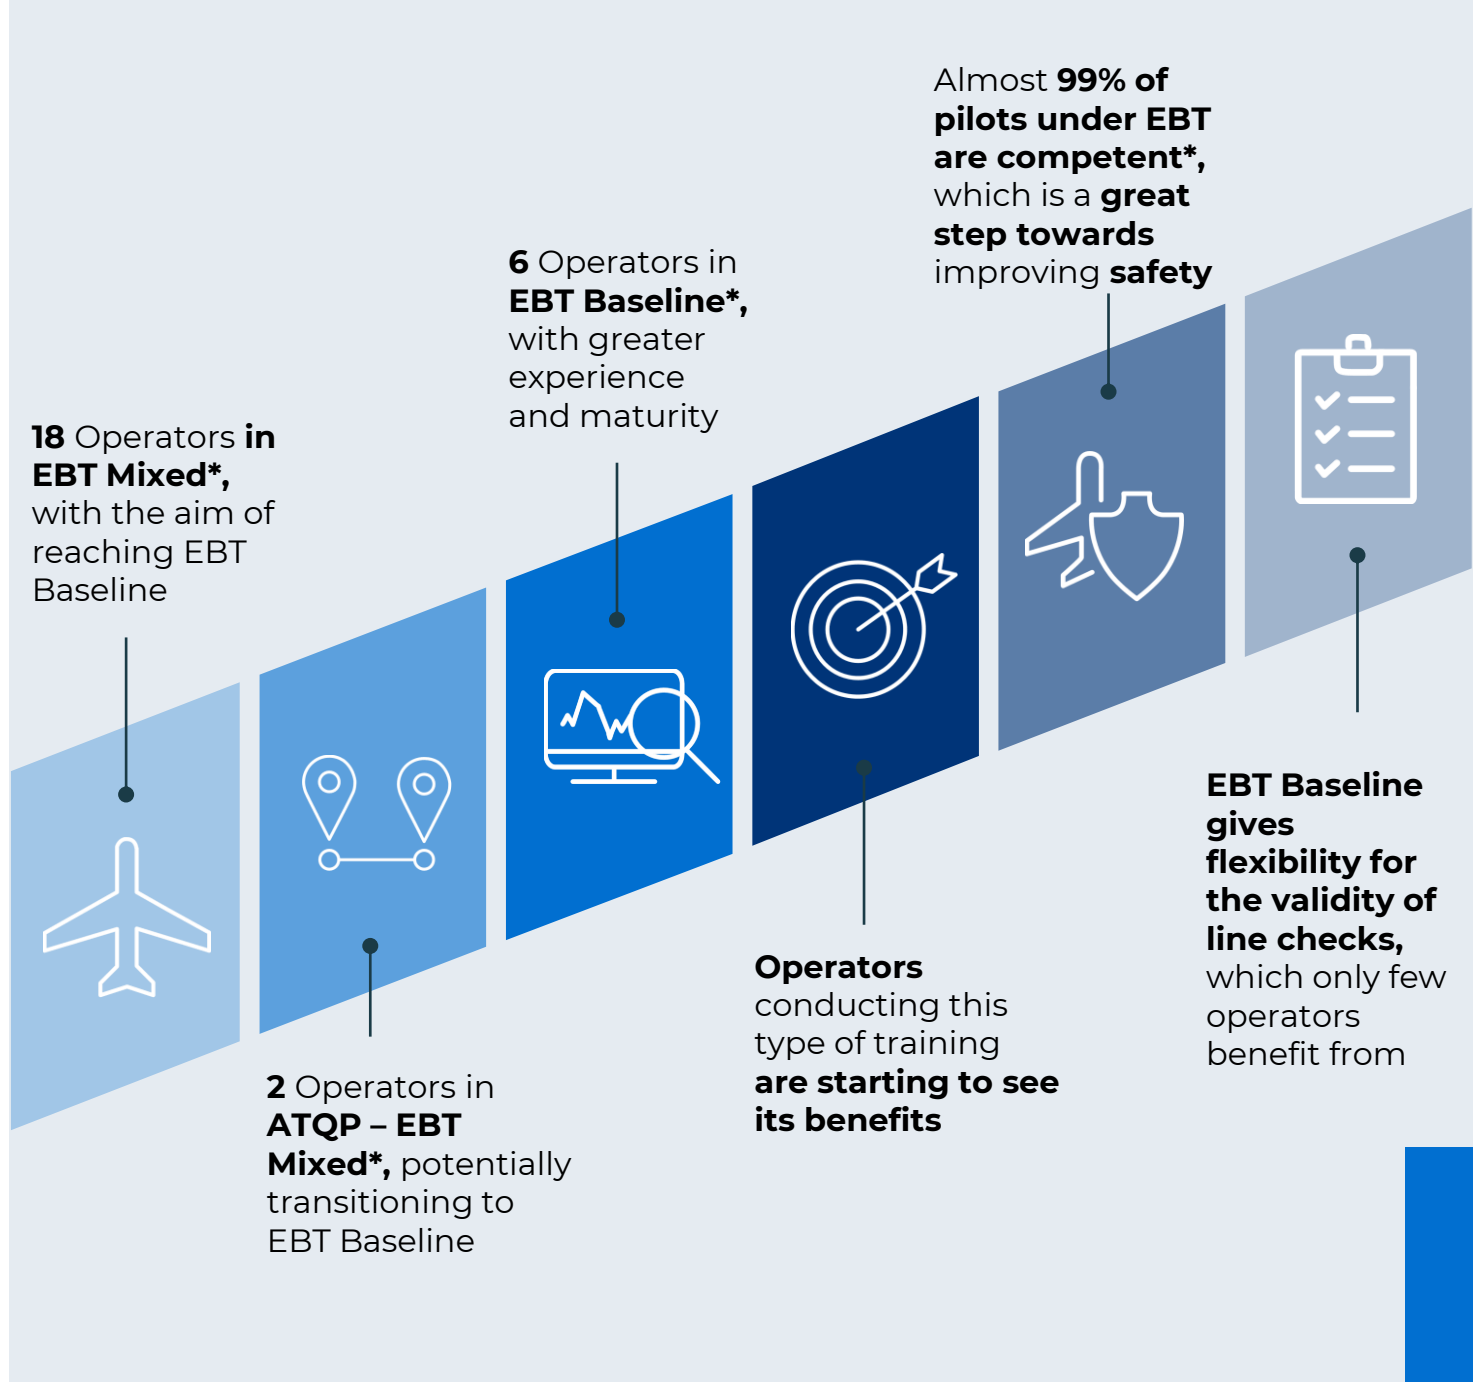 18 Operators in
EBT Mixed*,
with the aim of
reaching EBT
Baseline
2 Operators in
ATQP – EBT
Mixed*, potentially
transitioning to
EBT Baseline
6 Operators in
EBT Baseline*,
with greater
experience
and maturity
Operators
conducting this
type of training
are starting to see
its benefits
Almost 99% of
pilots under EBT
are competent*,
which is a great
step towards
improving safety
EBT Baseline
gives
flexibility for
the validity of
line checks,
which only few
operators
benefit from